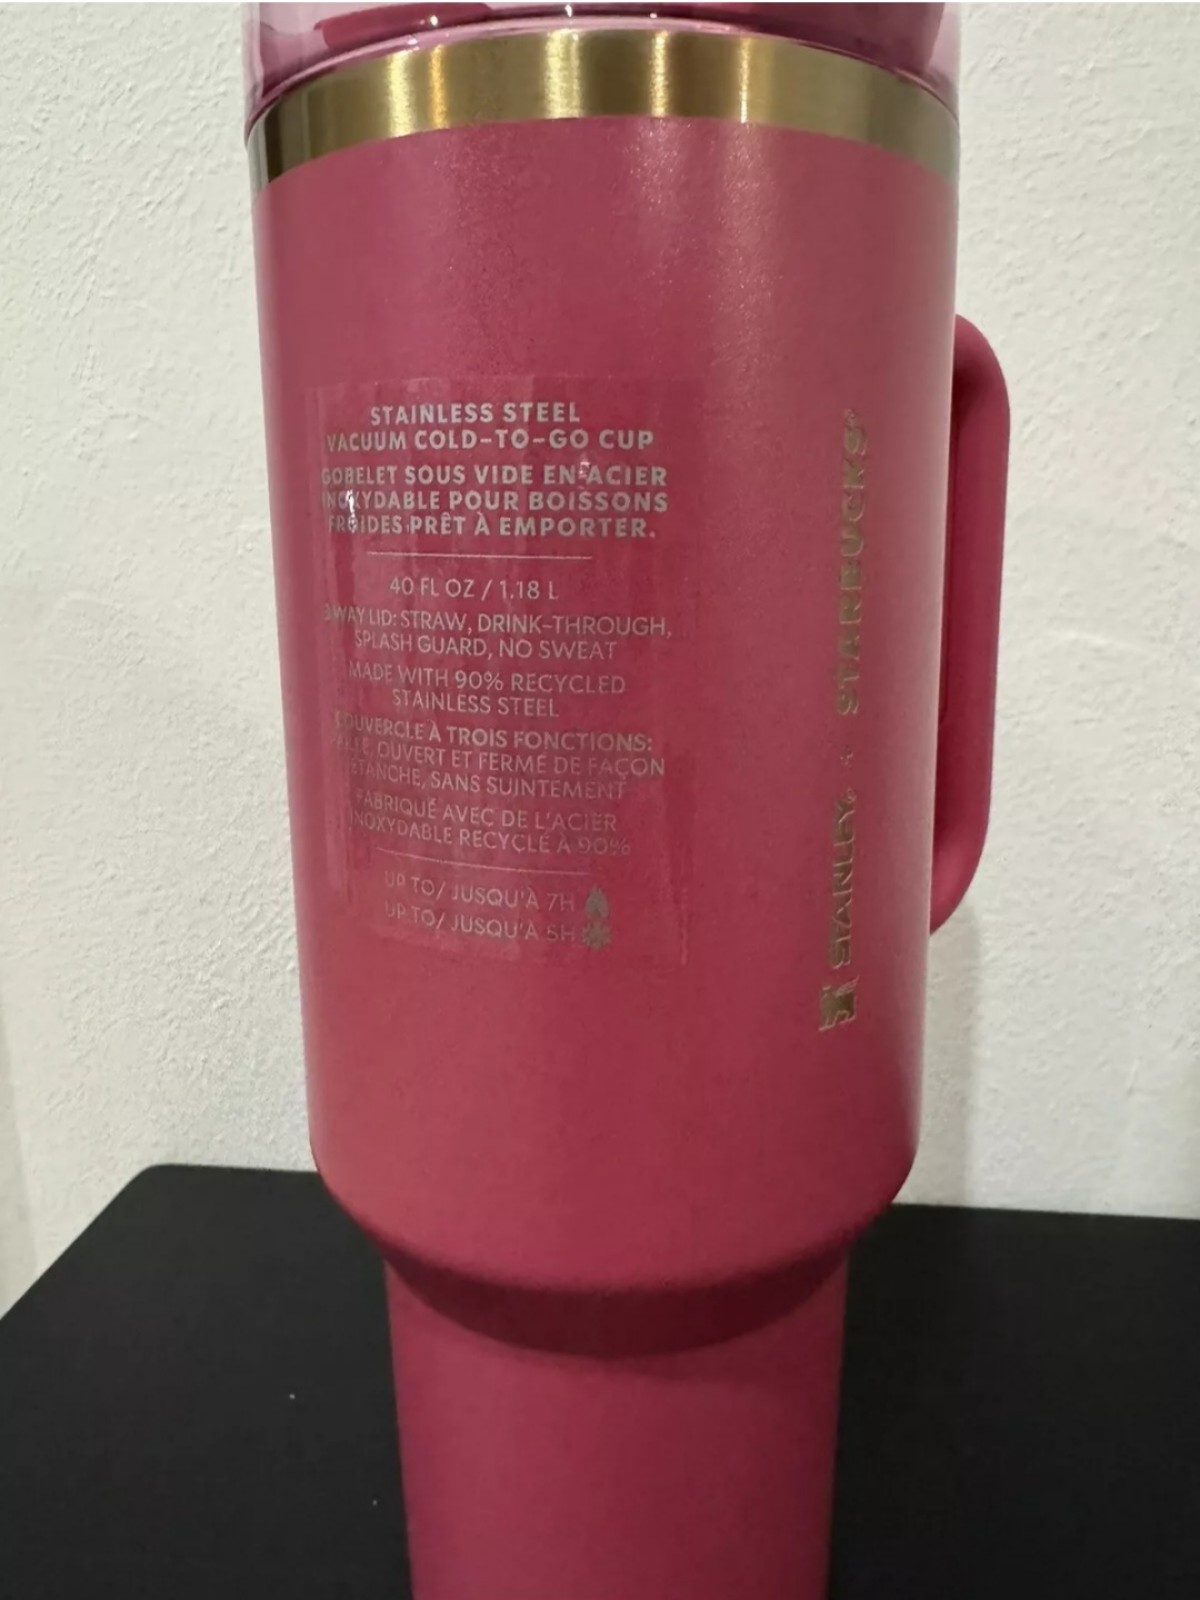 STAINLESS STEEL
VACUUM COLD-TO-GO CUP
GOBELET SOUS VIDE EN ACIER
INOXYDABLE POUR BOISSONS
FROIDES PRÊT À EMPORTER.
40 FL OZ / 1.18 L
3 WAY LID: STRAW, DRINK-THROUGH,
SPLASH GUARD, NO SWEAT
MADE WITH 90% RECYCLED
STAINLESS STEEL
COUVERCLE À TROIS FONCTIONS:
PAILLE, OUVERT ET FERMÉ DE FAÇON
ÉTANCHE, SANS SUINTEMENT
FABRIQUÉ AVEC DE L'ACIER
INOXYDABLE RECYCLÉ À 90%
UP TO/ JUSQU'À 7H
UP TO/ JUSQU'À 5H
STANLEY® + STARBUCKS®